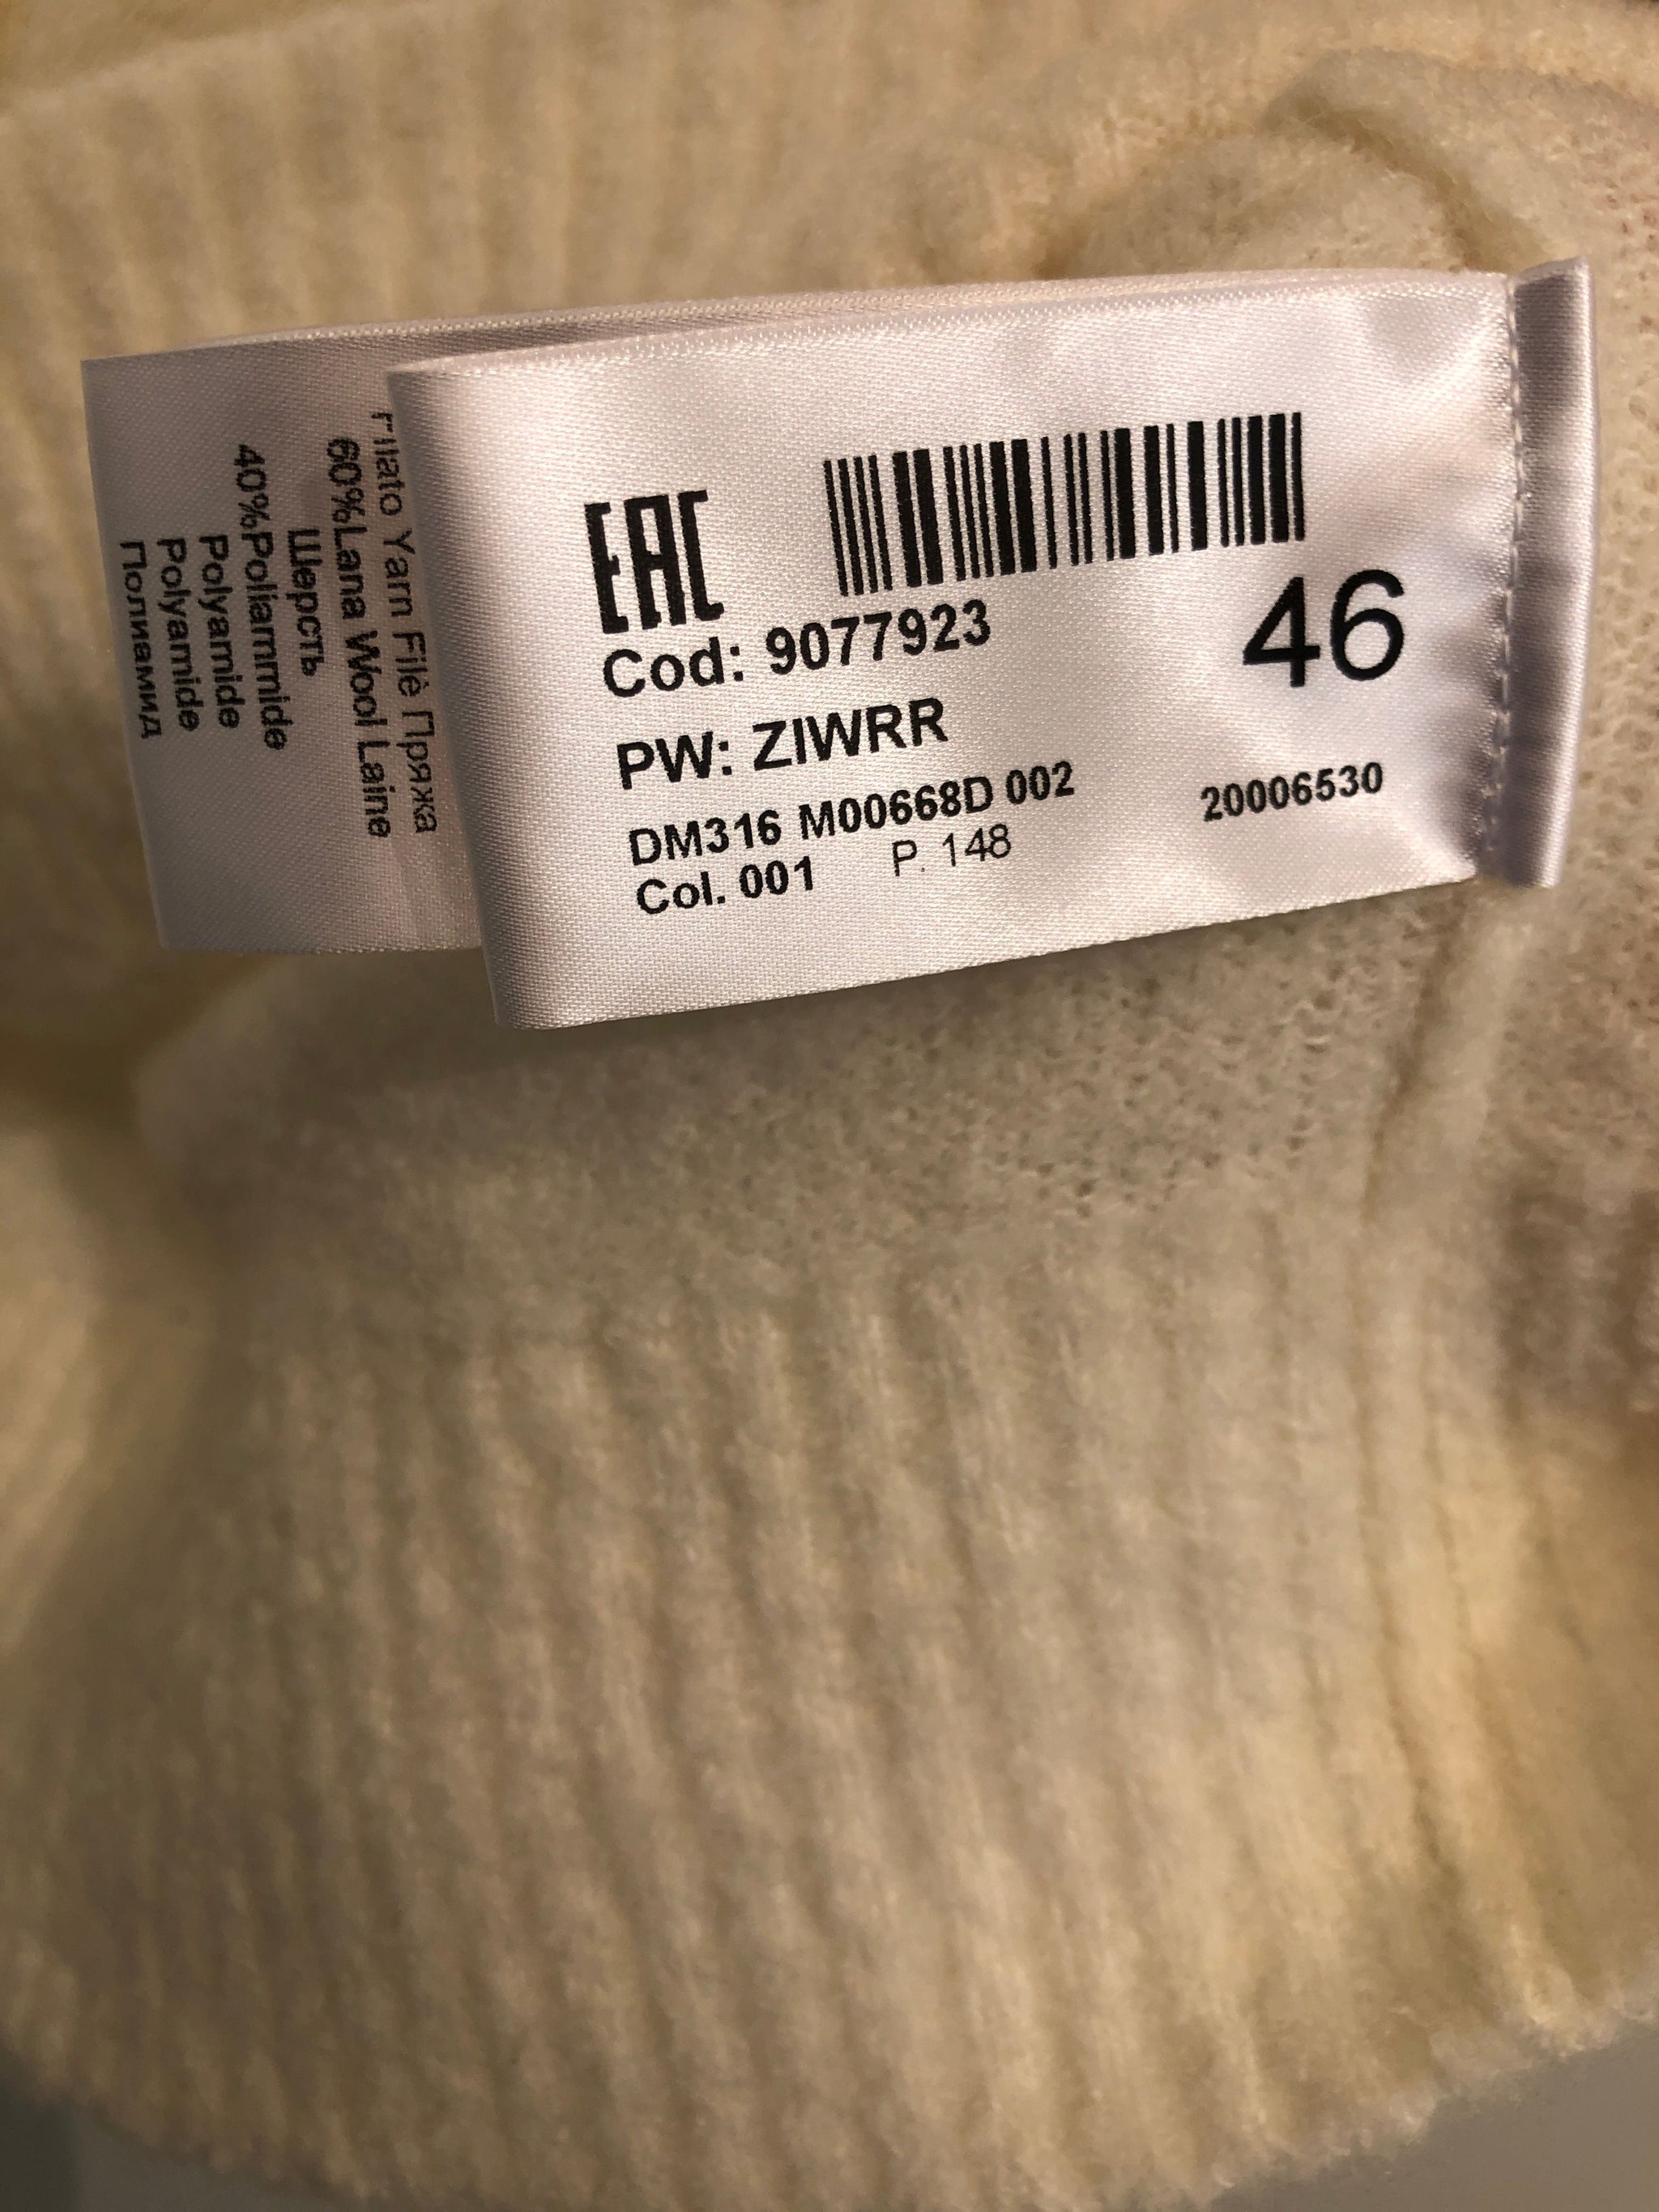 EAC
46
Cod: 9077923
PW: ZIWRR
DM316 M00668D 002
20006530
Col. 001 P. 148
Filato Yarn Filé Пряжа
60%Lana Wool Laine
Шерсть
40%Poliammide
Polyamide
Polyamide
Полиамид